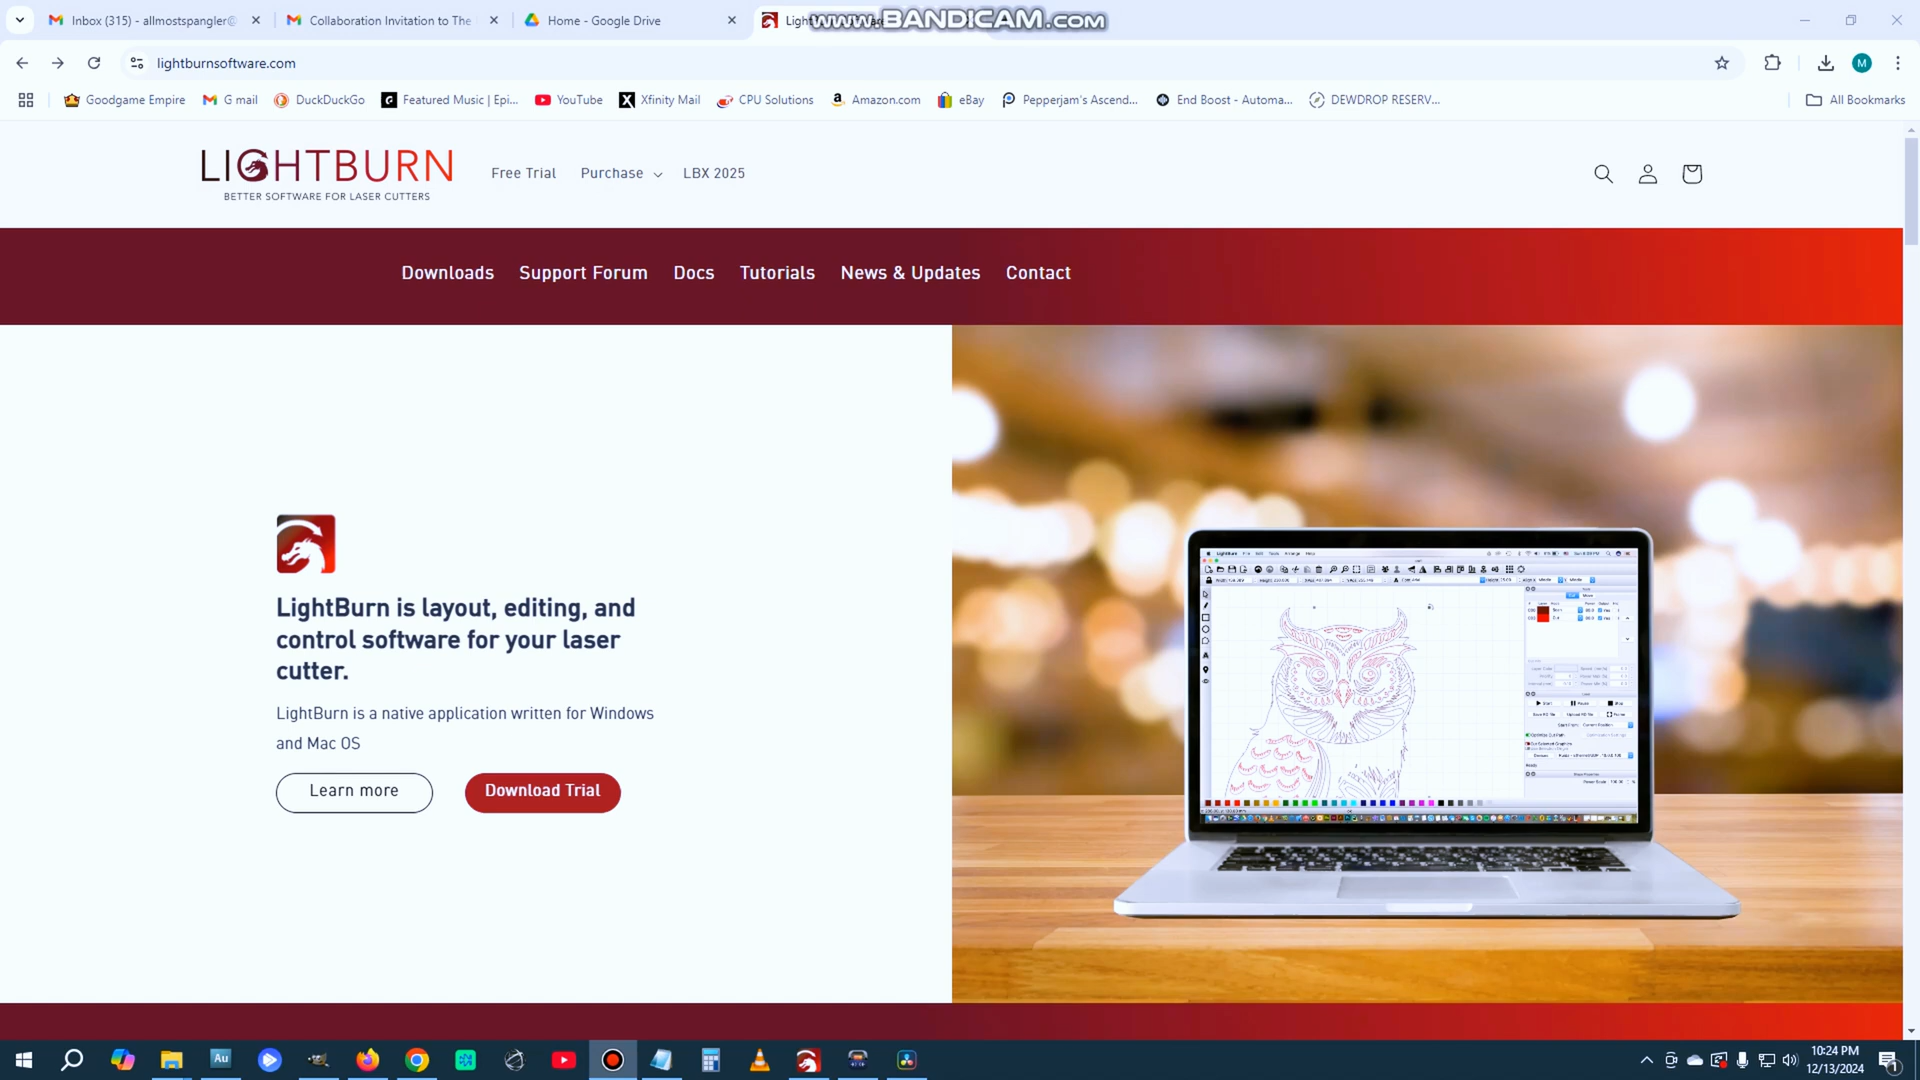 Inbox (315) - allmostspangler@
Collaboration Invitation to The
Home - Google Drive
www.BANDICAM.com
lightburnsoftware.com
Goodgame Empire
G mail
DuckDuckGo
Featured Music | Epi...
YouTube
Xfinity Mail
CPU Solutions
Amazon.com
eBay
Pepperjam's Ascend...
End Boost - Automa...
DEWDROP RESERV...
All Bookmarks
M
LIGHTBURN
BETTER SOFTWARE FOR LASER CUTTERS
Free Trial
Purchase
LBX 2025
Downloads
Support Forum
Docs
Tutorials
News & Updates
Contact
LightBurn is layout, editing, and
control software for your laser
cutter.
LightBurn is a native application written for Windows
and Mac OS
Learn more
Download Trial
Au
10:24 PM
12/13/2024
1